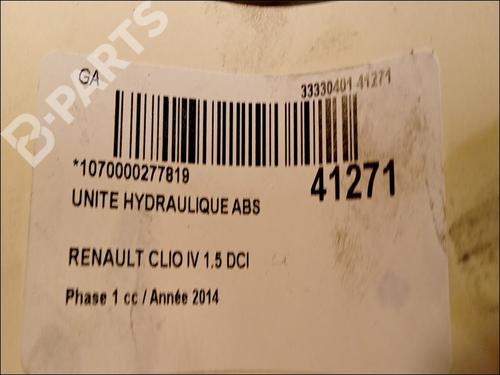 B-PARTS
GA
33330401-41271
*1070000277819
41271
UNITE HYDRAULIQUE ABS
RENAULT CLIO IV 1.5 DCI
Phase 1 cc / Année 2014